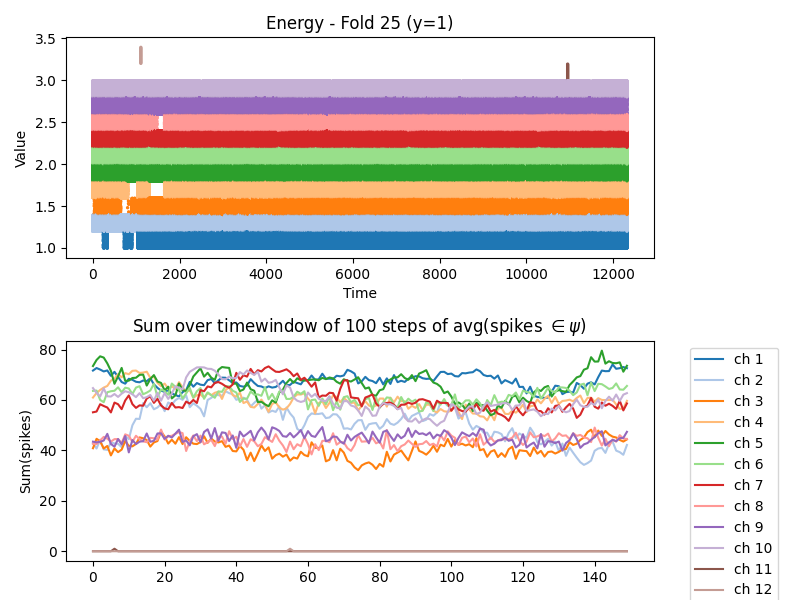 Energy - Fold 25 (y=1)
Value
3.5
3.0
2.5
2.0
1.5
1.0
0
2000
4000
6000
8000
10000
12000
Time
Sum over timewindow of 100 steps of avg(spikes ∈ψ)
Sum(spikes)
80
60
40
20
0
0
20
40
60
80
100
120
140
ch 1
ch 2
ch 3
ch 4
ch 5
ch 6
ch 7
ch 8
ch 9
ch 10
ch 11
ch 12